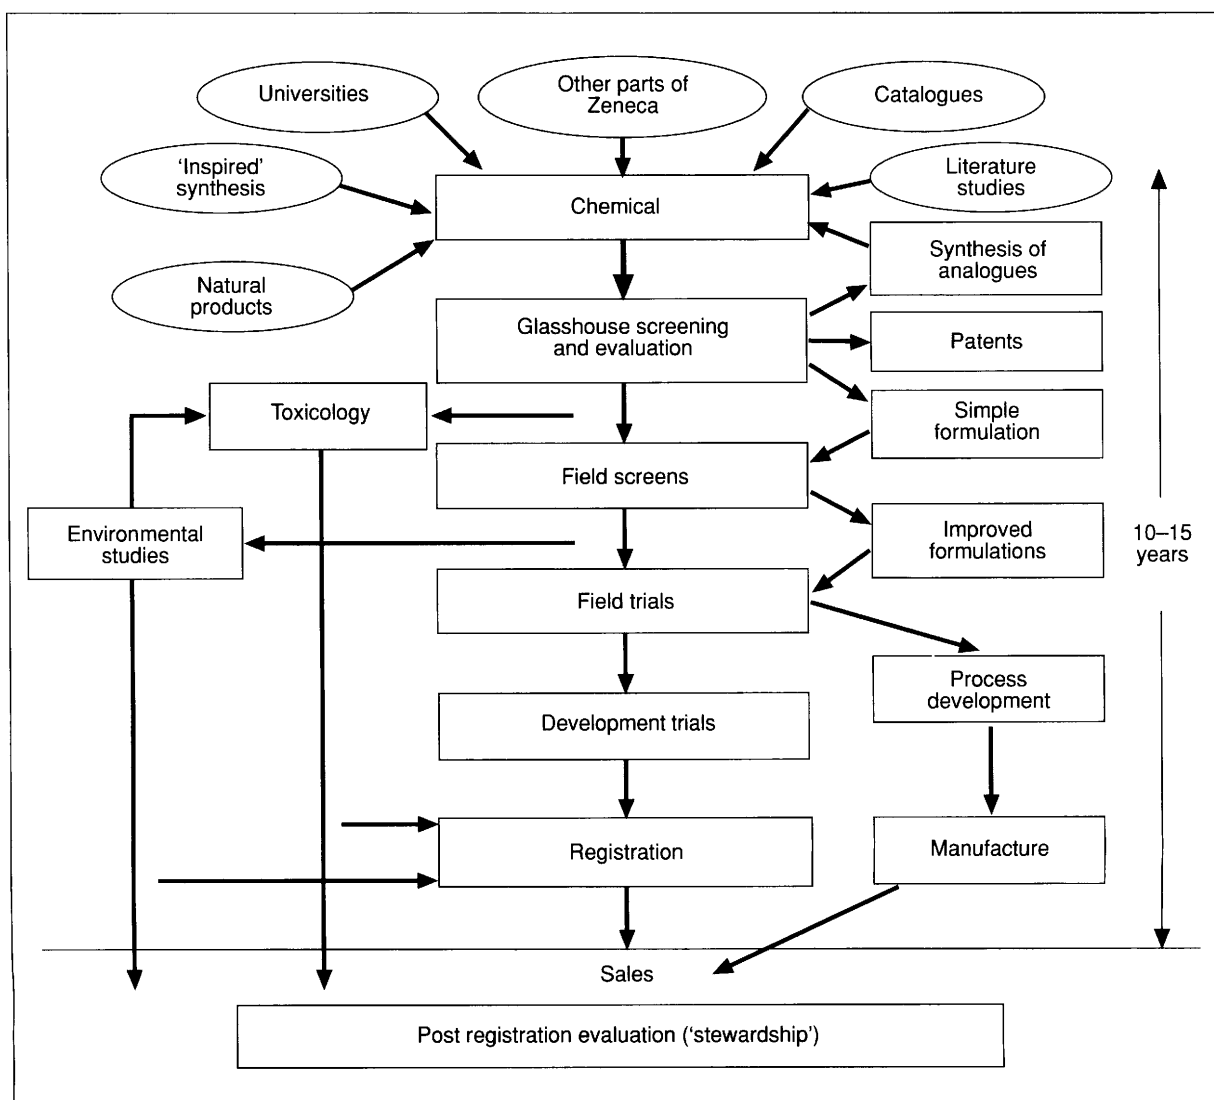 Universities
Other parts of
Zeneca
Catalogues
'Inspired'
synthesis
Literature
studies
Chemical
Synthesis of
analogues
Natural
products
Glasshouse screening
and evaluation
Patents
Toxicology
Simple
formulation
Field screens
Environmental
studies
Improved
formulations
10–15
years
Field trials
Process
development
Development trials
Registration
Manufacture
Sales
Post registration evaluation ('stewardship')